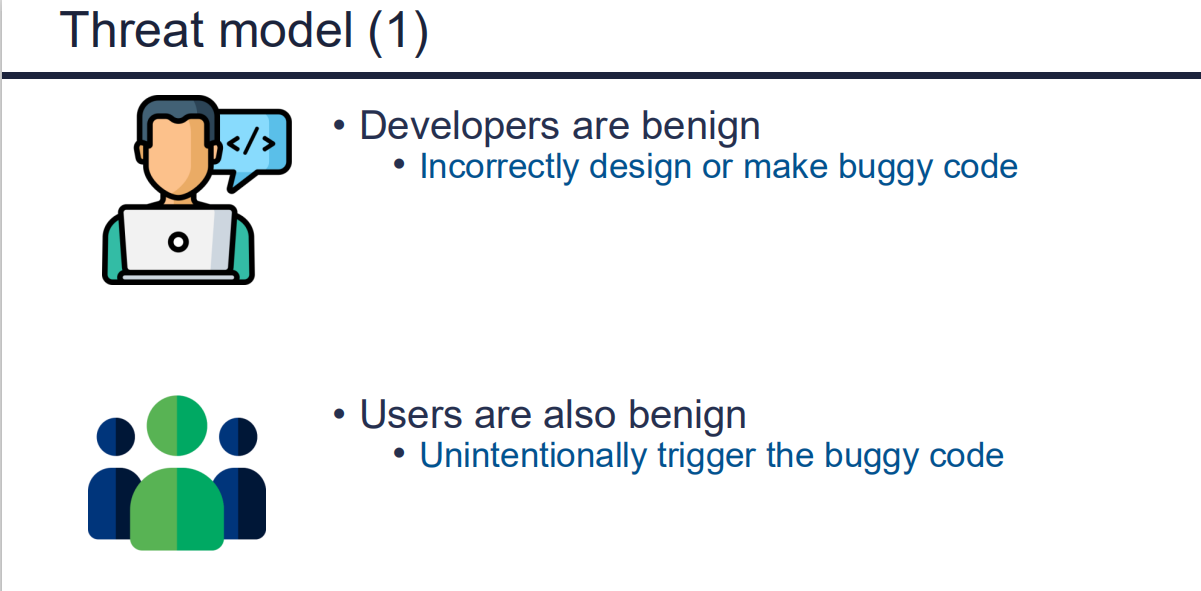 Threat model (1)
</>
• Developers are benign
• Incorrectly design or make buggy code
• Users are also benign
• Unintentionally trigger the buggy code